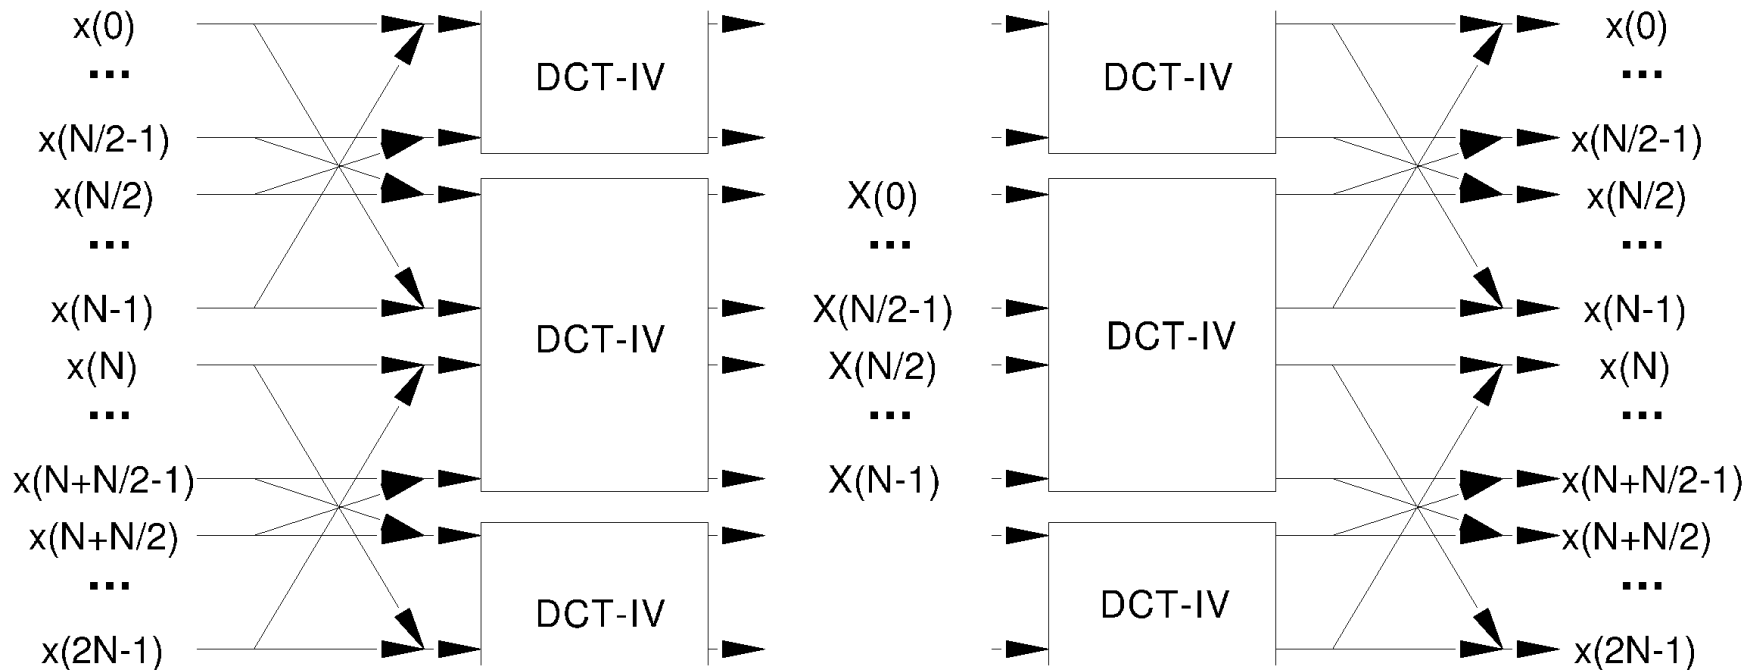 x(0)
...
x(N/2-1)
x(N/2)
...
x(N-1)
x(N)
...
x(N+N/2-1)
x(N+N/2)
...
x(2N-1)
DCT-IV
DCT-IV
DCT-IV
X(0)
...
X(N/2-1)
X(N/2)
...
X(N-1)
DCT-IV
DCT-IV
DCT-IV
x(0)
...
x(N/2-1)
x(N/2)
...
x(N-1)
x(N)
...
x(N+N/2-1)
x(N+N/2)
...
x(2N-1)